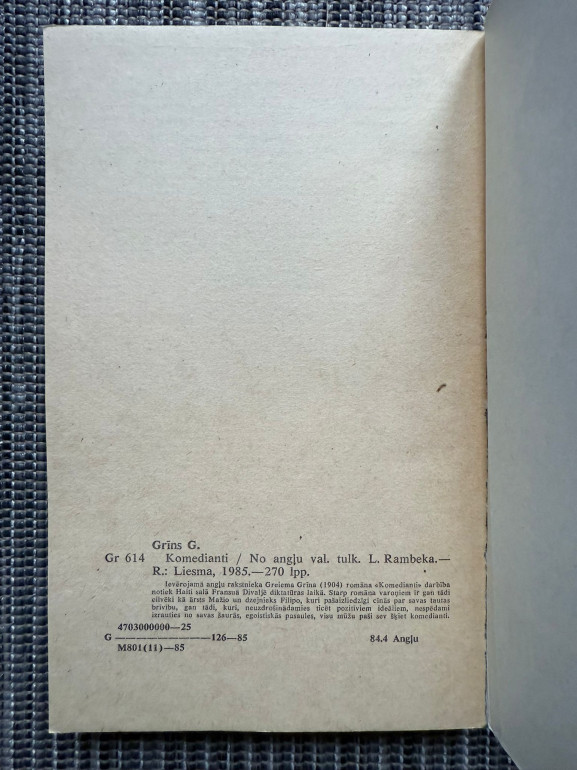 Grīns G.
Gr 614 Komedianti / No angļu val. tulk. L. Rambeka.—
R.: Liesma, 1985.—270 lpp.
Ievērojamā angļu rakstnieka Greiema Grīna (1904) romāna «Komedianti» darbība
notiek Haiti salā Fransuā Divaljē diktatūras laikā. Starp romāna varoņiem ir gan tādi
cilvēki kā ārsts Mažio un dzejnieks Filipo, kuri pašaizliedzīgi cīnās par savas tautas
brīvību, gan tādi, kuri, neuzdrošinādamies ticēt pozitīviem ideāliem, nespēdami
izrauties no savas šaurās, egoistiskās pasaules, visu mūžu paši sev šķiet komedianti.
4703000000—25
G ——————— 126—85 84.4 Angļu
M801(11)—85